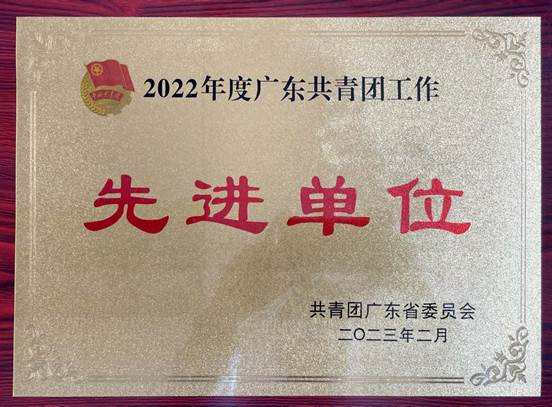 2022年度广东共青团工作
先进单位
共青团广东省委员会
二〇二三年二月